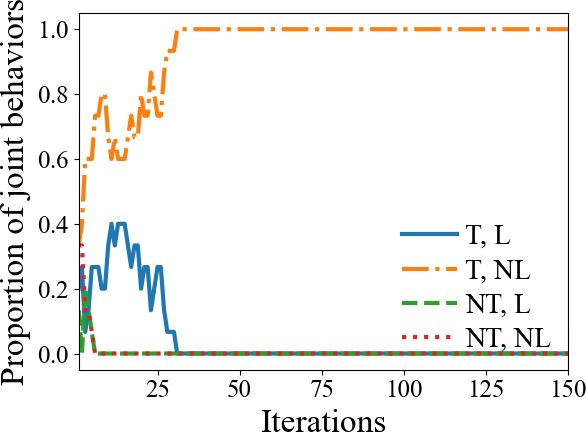 Proportion of joint behaviors
1.0
0.8
0.6
0.4
0.2
0.0
T, L
T, NL
NT, L
NT, NL
25 50 75 100 125 150
Iterations